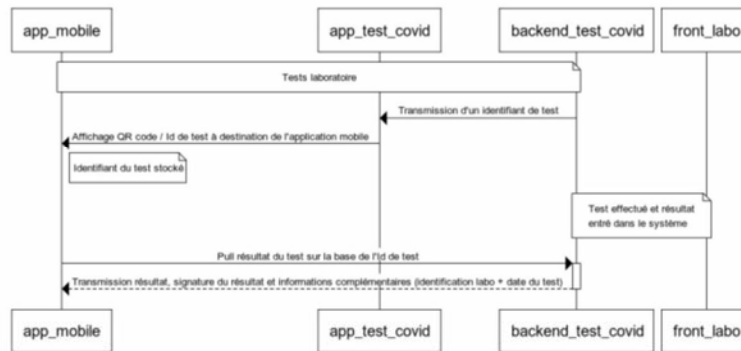 app_mobile
app_test_covid
backend_test_covid
front_labo
Tests laboratoire
Transmission d'un identifiant de test
Affichage QR code / Id de test à destination de l'application mobile
Identifiant du test stocké
Test effectué et résultat
entré dans le système
Pull résultat du test sur la base de l'Id de test
Transmission résultat, signature du résultat et informations complémentaires (identification labo + date du test)
app_mobile
app_test_covid
backend_test_covid
front_labo